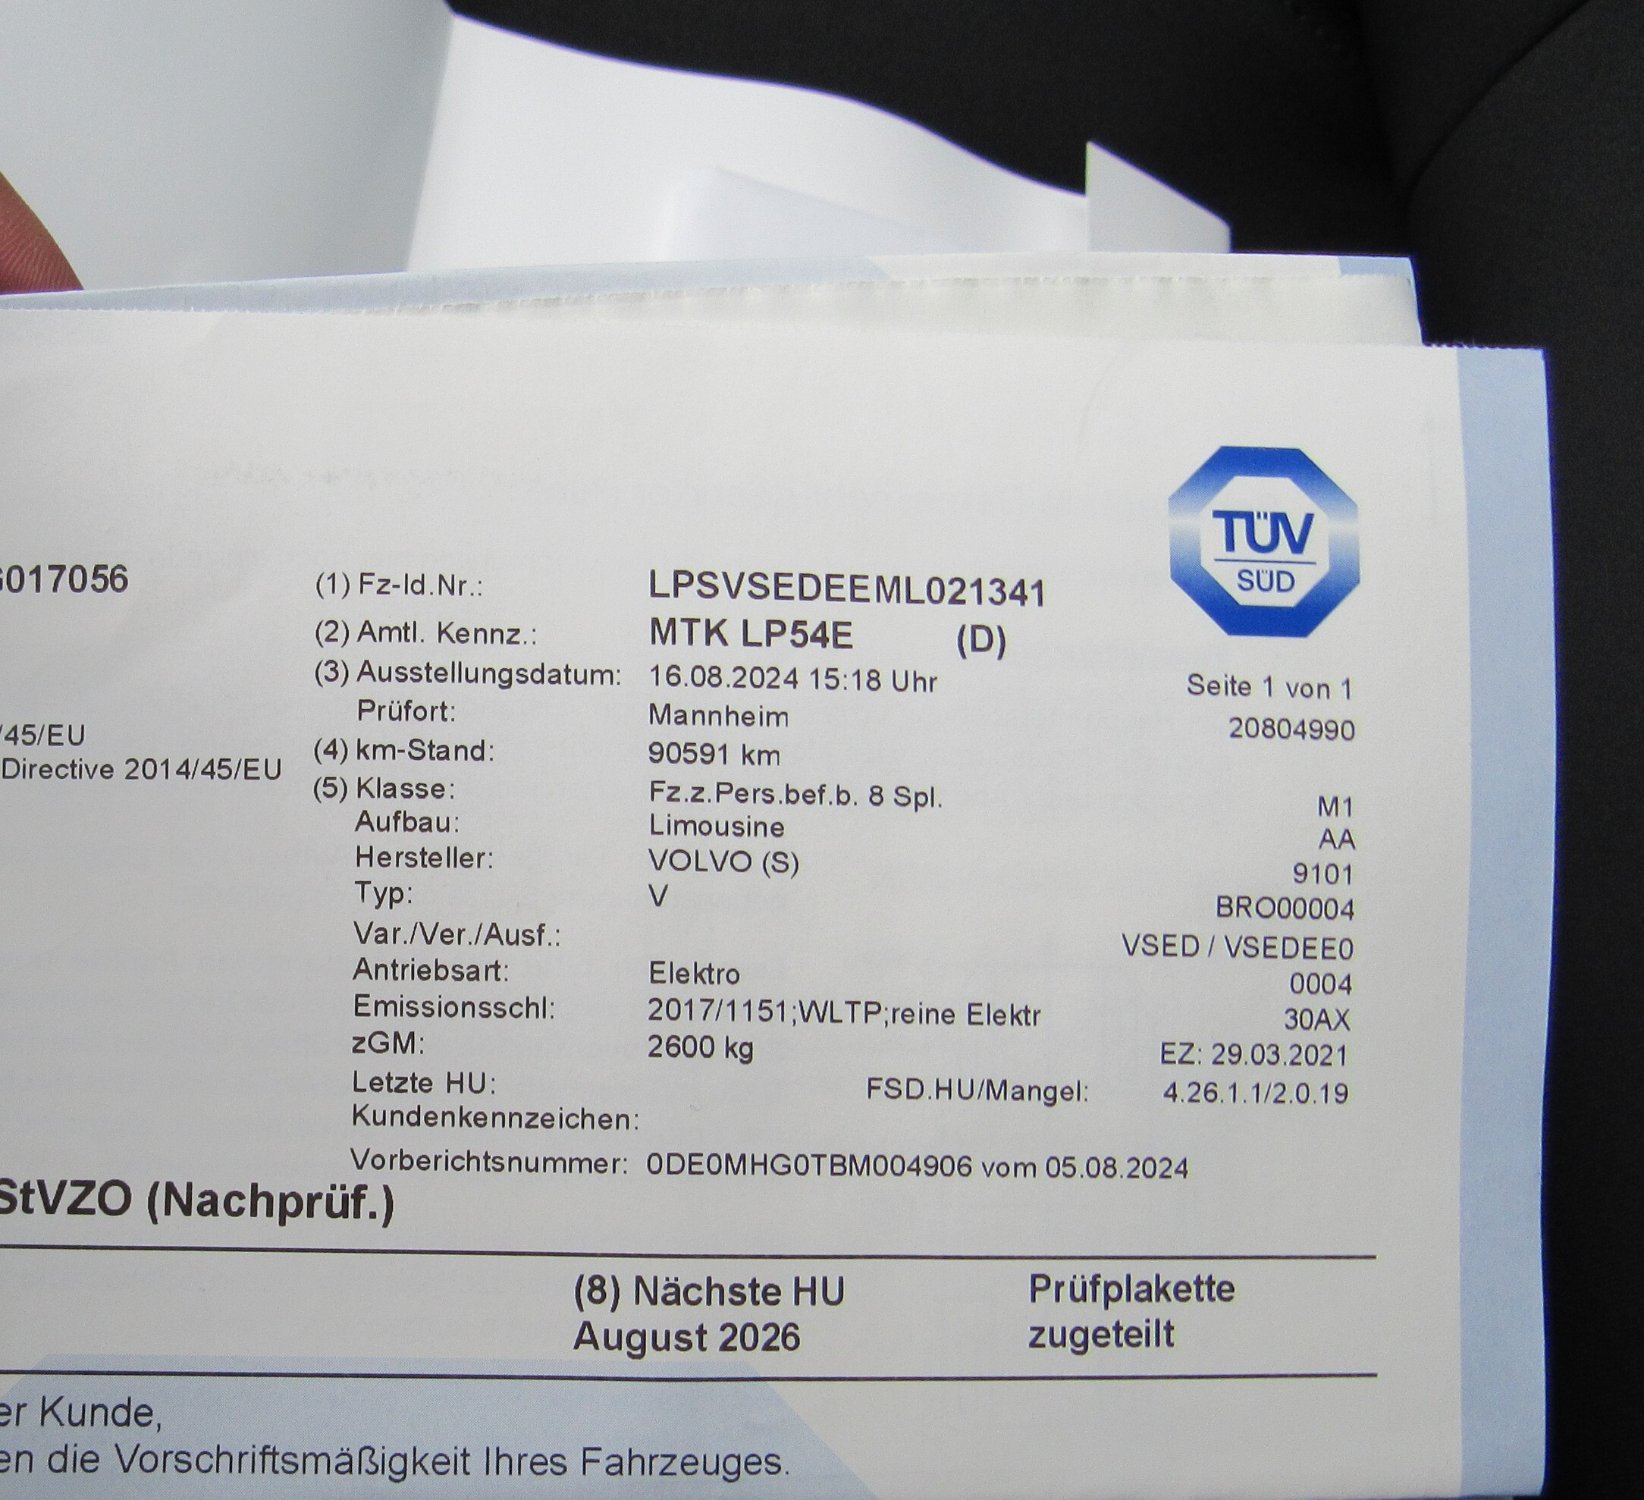 TÜV
SÜD
G017056
(1) Fz-Id.Nr.: LPSVSEDEEML021341
(2) Amtl. Kennz.: MTK LP54E (D)
(3) Ausstellungsdatum: 16.08.2024 15:18 Uhr Seite 1 von 1
Prüfort: Mannheim 20804990
/45/EU
(4) km-Stand: 90591 km
Directive 2014/45/EU
(5) Klasse: Fz.z.Pers.bef.b. 8 Spl. M1
Aufbau: Limousine AA
Hersteller: VOLVO (S) 9101
Typ: V BRO00004
Var./Ver./Ausf.: VSED / VSEDEE0
Antriebsart: Elektro 0004
Emissionsschl: 2017/1151;WLTP;reine Elektr 30AX
zGM: 2600 kg EZ: 29.03.2021
Letzte HU: FSD.HU/Mangel: 4.26.1.1/2.0.19
Kundenkennzeichen:
Vorberichtsnummer: 0DE0MHG0TBM004906 vom 05.08.2024
StVZO (Nachprüf.)
(8) Nächste HU Prüfplakette
August 2026 zugeteilt
er Kunde,
en die Vorschriftsmäßigkeit Ihres Fahrzeuges.